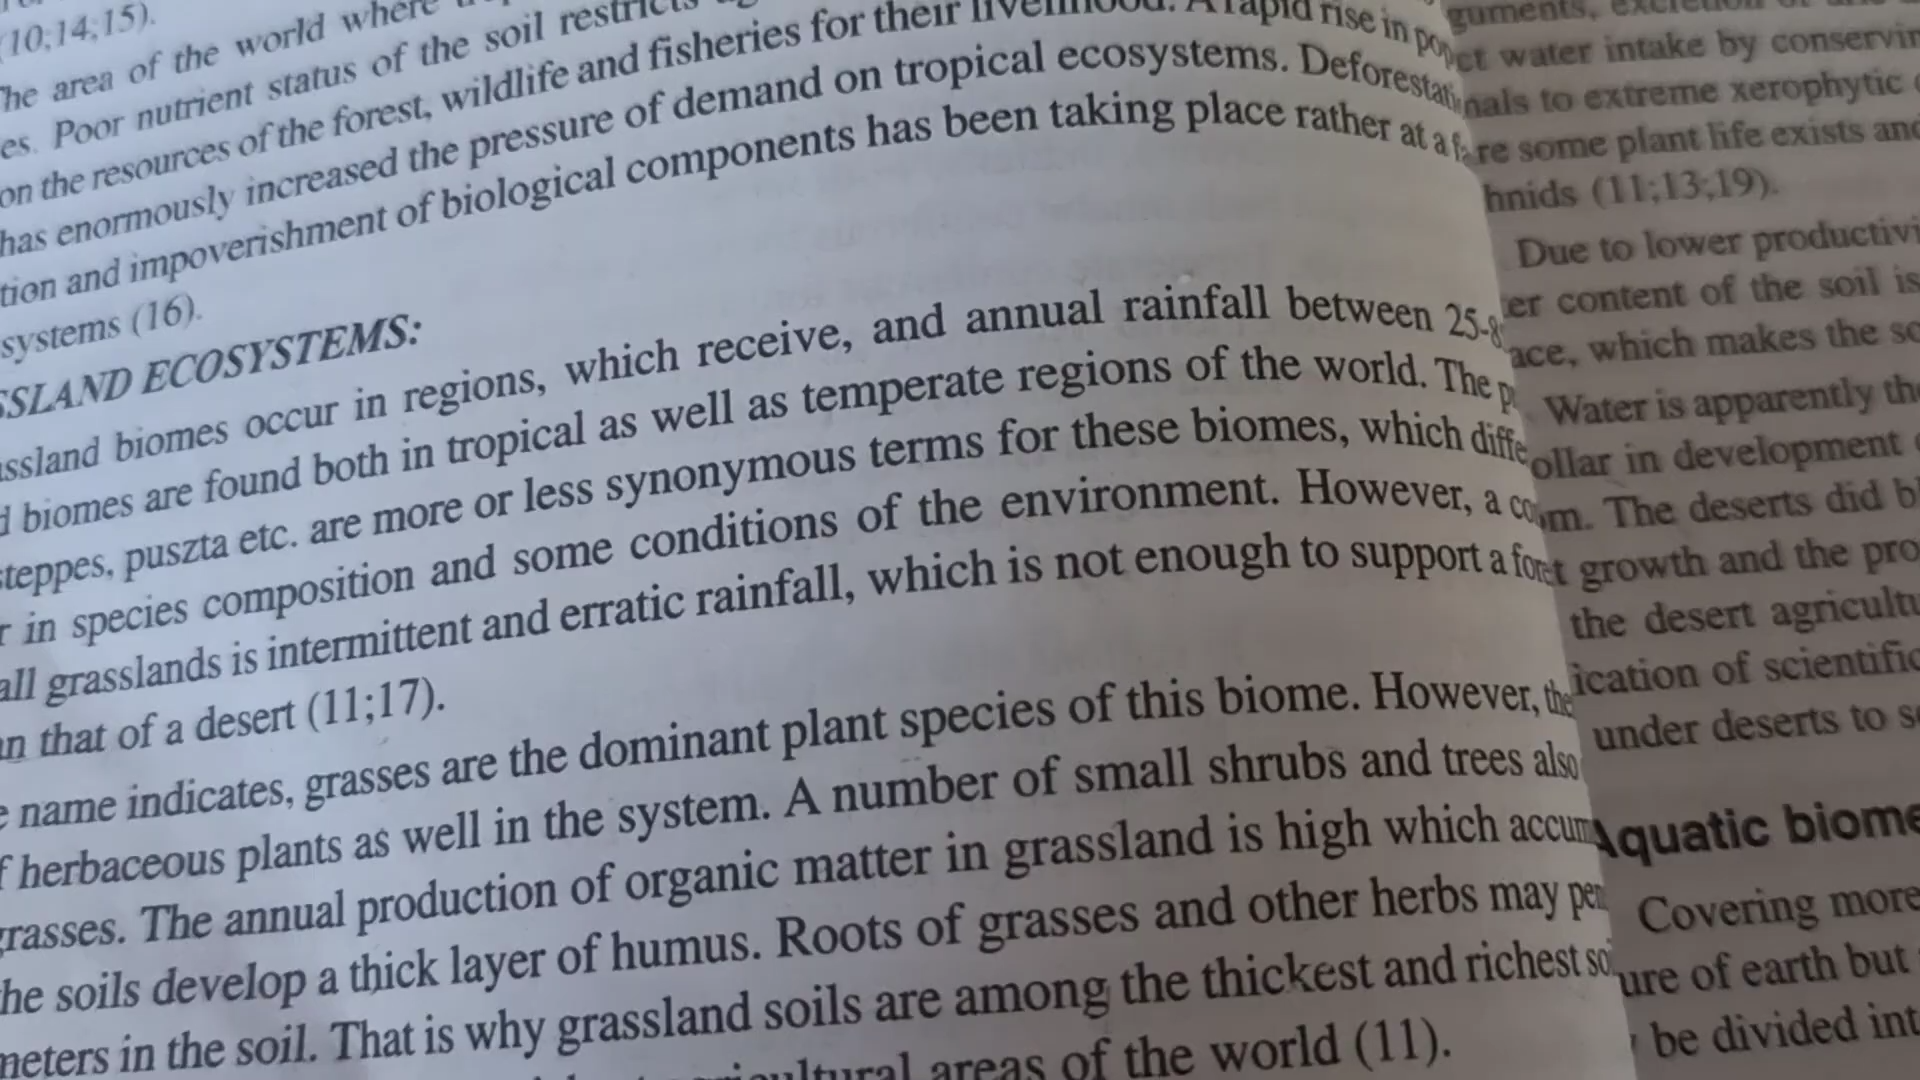 10;14;15).
The area of the world where
es. Poor nutrient status of the soil restricts
on the resources of the forest, wildlife and fisheries for their livelihood. A rapid rise in
has enormously increased the pressure of demand on tropical ecosystems.
tion and impoverishment of biological components has been taking place rather at a
systems (16).
SSLAND ECOSYSTEMS:
ssland biomes occur in regions, which receive, and annual rainfall between 25-8
d biomes are found both in tropical as well as temperate regions of the world. The
steppes, puszta etc. are more or less synonymous terms for these biomes, which
r in species composition and some conditions of the environment. However, a
all grasslands is intermittent and erratic rainfall, which is not enough to support a
an that of a desert (11;17).
e name indicates, grasses are the dominant plant species of this biome. However, the
f herbaceous plants as well in the system. A number of small shrubs and trees also
grasses. The annual production of organic matter in grassland is high which accum
he soils develop a thick layer of humus. Roots of grasses and other herbs may pen
meters in the soil. That is why grassland soils are among the thickest and richest
areas of the world (11).
ct water intake by conservin
nals to extreme xerophytic
re some plant life exists and
hnids (11;13;19).
Due to lower productivi
er content of the soil is
ace, which makes the so
Water is apparently the
ollar in development
m. The deserts did bl
t growth and the pro
the desert agricultu
ication of scientific
under deserts to s
Aquatic biome
Covering more
ure of earth but
be divided int